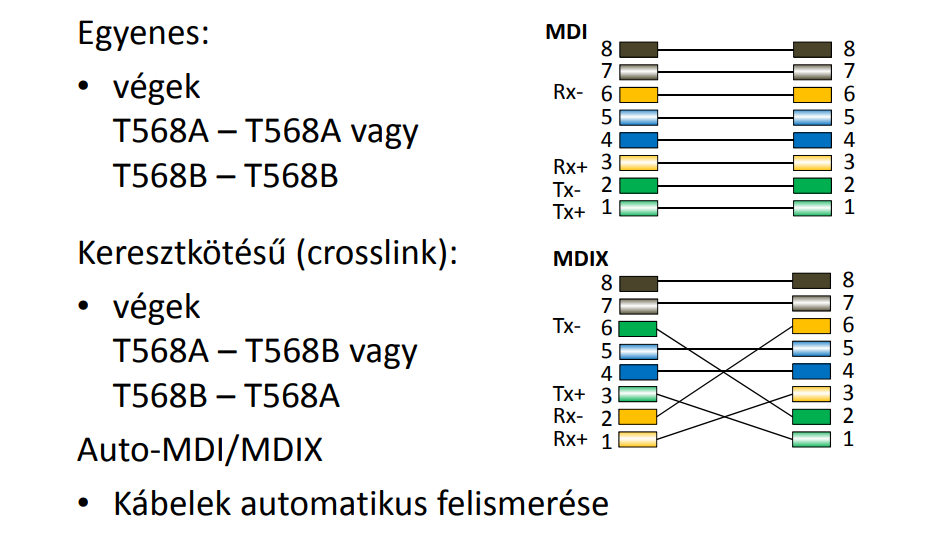 Egyenes:
• végek
T568A – T568A vagy
T568B – T568B
Keresztkötésű (crosslink):
• végek
T568A – T568B vagy
T568B – T568A
Auto-MDI/MDIX
• Kábelek automatikus felismerése
MDI
8 8
7 7
Rx- 6 6
5 5
4 4
Rx+ 3 3
Tx- 2 2
Tx+ 1 1
MDIX
8 8
7 7
Tx- 6 6
5 5
4 4
Tx+ 3 3
Rx- 2 2
Rx+ 1 1